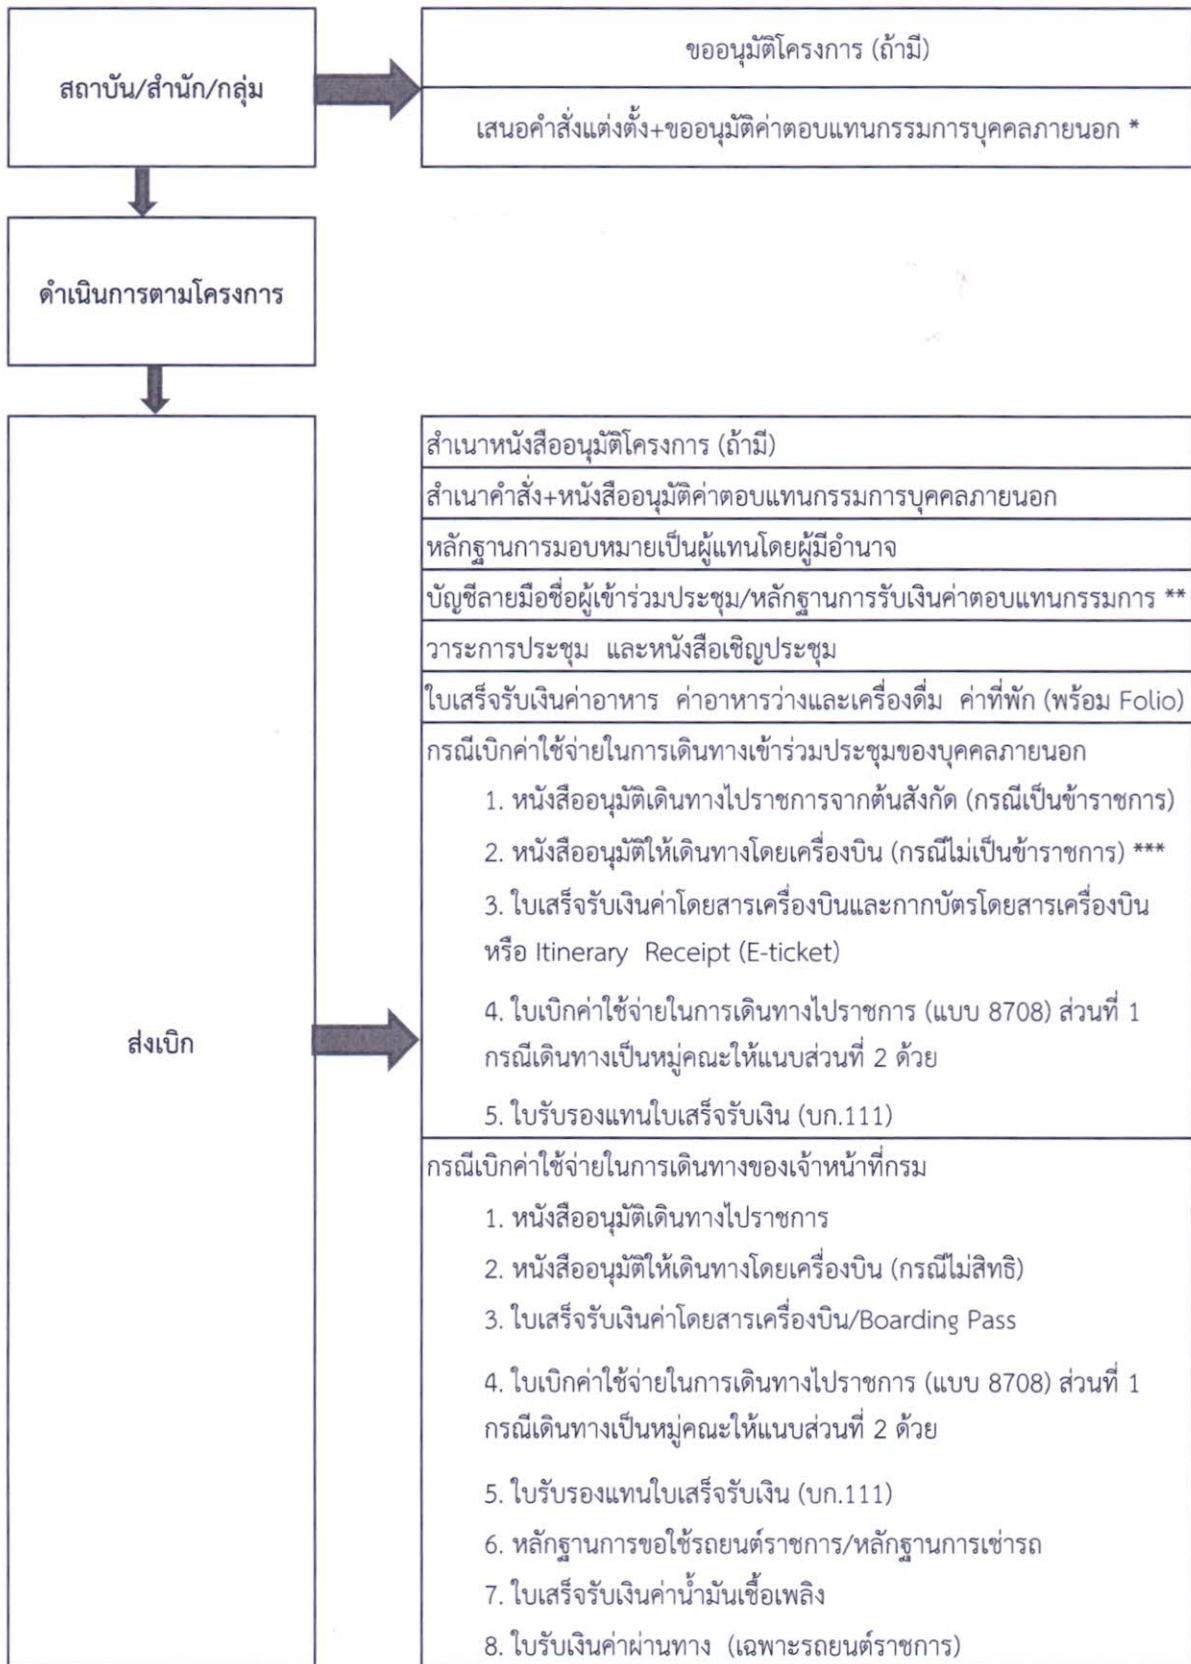 สถาบัน/สำนัก/กลุ่ม
ขออนุมัติโครงการ (ถ้ามี)
เสนอคำสั่งแต่งตั้ง+ขออนุมัติค่าตอบแทนกรรมการบุคคลภายนอก *
ดำเนินการตามโครงการ
ส่งเบิก
สำเนาหนังสืออนุมัติโครงการ (ถ้ามี)
สำเนาคำสั่ง+หนังสืออนุมัติค่าตอบแทนกรรมการบุคคลภายนอก
หลักฐานการมอบหมายเป็นผู้แทนโดยผู้มีอำนาจ
บัญชีลายมือชื่อผู้เข้าร่วมประชุม/หลักฐานการรับเงินค่าตอบแทนกรรมการ **
วาระการประชุม และหนังสือเชิญประชุม
ใบเสร็จรับเงินค่าอาหาร ค่าอาหารว่างและเครื่องดื่ม ค่าที่พัก (พร้อม Folio)
กรณีเบิกค่าใช้จ่ายในการเดินทางเข้าร่วมประชุมของบุคคลภายนอก
1. หนังสืออนุมัติเดินทางไปราชการจากต้นสังกัด (กรณีเป็นข้าราชการ)
2. หนังสืออนุมัติให้เดินทางโดยเครื่องบิน (กรณีไม่เป็นข้าราชการ) ***
3. ใบเสร็จรับเงินค่าโดยสารเครื่องบินและกากบัตรโดยสารเครื่องบิน
หรือ Itinerary Receipt (E-ticket)
4. ใบเบิกค่าใช้จ่ายในการเดินทางไปราชการ (แบบ 8708) ส่วนที่ 1
กรณีเดินทางเป็นหมู่คณะให้แนบส่วนที่ 2 ด้วย
5. ใบรับรองแทนใบเสร็จรับเงิน (บก.111)
กรณีเบิกค่าใช้จ่ายในการเดินทางของเจ้าหน้าที่กรม
1. หนังสืออนุมัติเดินทางไปราชการ
2. หนังสืออนุมัติให้เดินทางโดยเครื่องบิน (กรณีไม่สิทธิ)
3. ใบเสร็จรับเงินค่าโดยสารเครื่องบิน/Boarding Pass
4. ใบเบิกค่าใช้จ่ายในการเดินทางไปราชการ (แบบ 8708) ส่วนที่ 1
กรณีเดินทางเป็นหมู่คณะให้แนบส่วนที่ 2 ด้วย
5. ใบรับรองแทนใบเสร็จรับเงิน (บก.111)
6. หลักฐานการขอใช้รถยนต์ราชการ/หลักฐานการเช่ารถ
7. ใบเสร็จรับเงินค่าน้ำมันเชื้อเพลิง
8. ใบรับเงินค่าผ่านทาง (เฉพาะรถยนต์ราชการ)